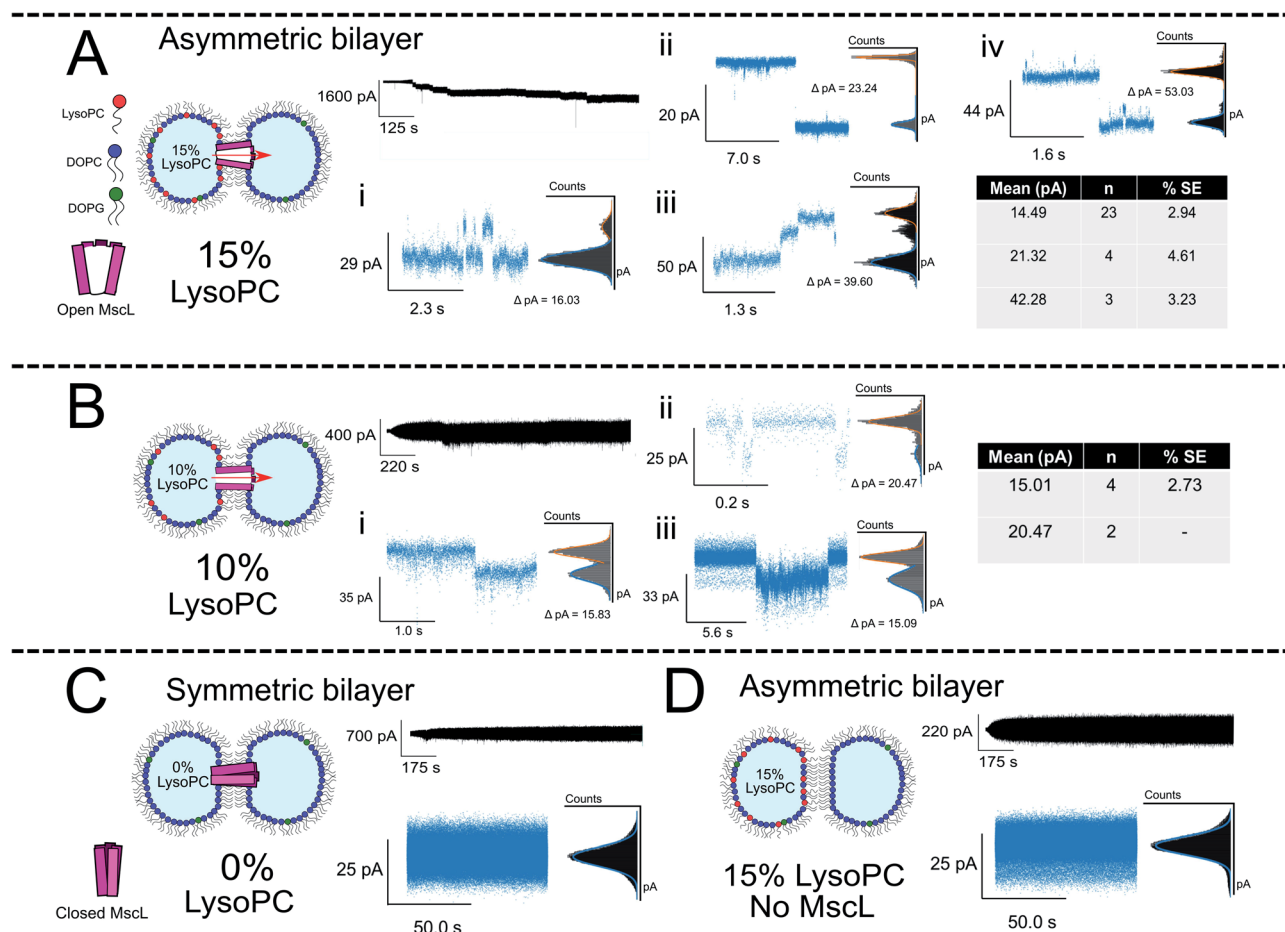 A
Asymmetric bilayer
LysoPC
DOPC
DOPG
Open MscL
15%
LysoPC
15%
LysoPC
1600 pA
125 s
i
29 pA
2.3 s
Counts
pA
Δ pA = 16.03
ii
20 pA
7.0 s
Counts
pA
Δ pA = 23.24
iii
50 pA
1.3 s
Counts
pA
Δ pA = 39.60
iv
44 pA
1.6 s
Counts
pA
Δ pA = 53.03
Mean (pA) n % SE
14.49 23 2.94
21.32 4 4.61
42.28 3 3.23
B
10%
LysoPC
10%
LysoPC
400 pA
220 s
i
35 pA
1.0 s
Counts
pA
Δ pA = 15.83
ii
25 pA
0.2 s
Counts
pA
Δ pA = 20.47
iii
33 pA
5.6 s
Counts
pA
Δ pA = 15.09
Mean (pA) n % SE
15.01 4 2.73
20.47 2 -
C
Symmetric bilayer
0%
LysoPC
Closed MscL
0%
LysoPC
700 pA
175 s
25 pA
50.0 s
Counts
pA
D
Asymmetric bilayer
15%
LysoPC
15% LysoPC
No MscL
220 pA
175 s
25 pA
50.0 s
Counts
pA